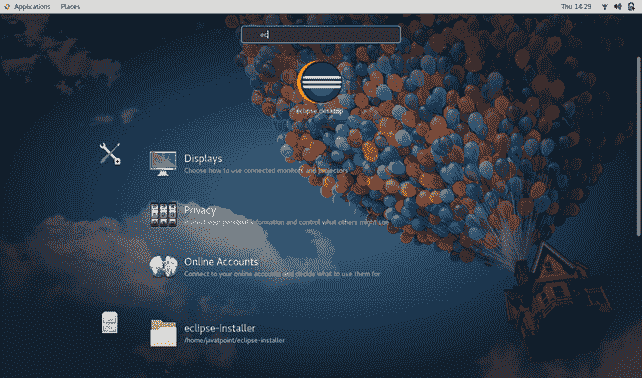 Applications Places Thu 14:29
ec
eclipse.desktop
Displays
Choose how to use connected monitors and projectors
Privacy
Protect your personal information and control what others might see
Online Accounts
Connect to your online accounts and decide what to use them for
eclipse-installer
/home/javatpoint/eclipse-installer